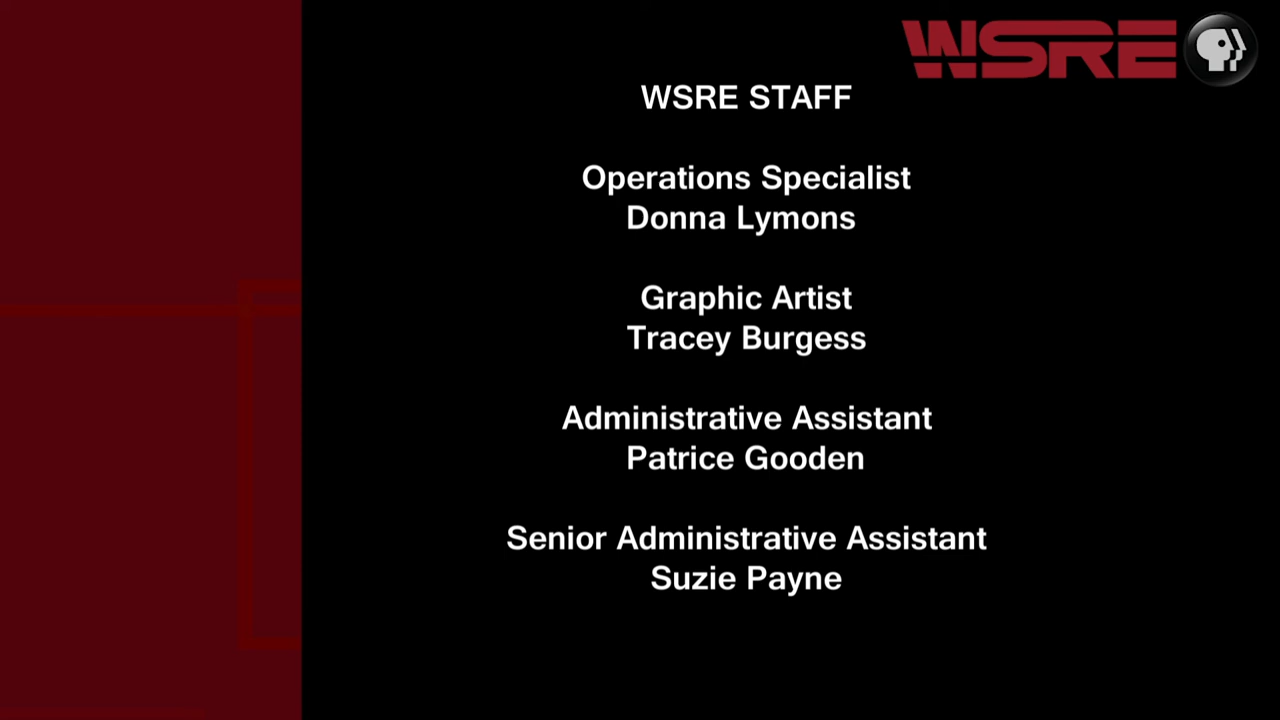 WSRE
WSRE STAFF
Operations Specialist
Donna Lymons
Graphic Artist
Tracey Burgess
Administrative Assistant
Patrice Gooden
Senior Administrative Assistant
Suzie Payne